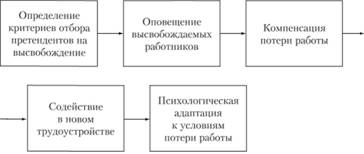 Определение
критериев отбора
претендентов на
высвобождение
Оповещение
высвобождаемых
работников
Компенсация
потери работы
Содействие
в новом
трудоустройстве
Психологическая
адаптация
к условиям
потери работы